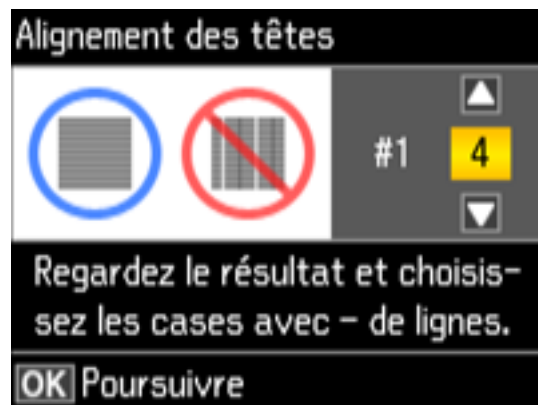 Alignement des têtes
#1 4
Regardez le résultat et choisis-
sez les cases avec - de lignes.
OK Poursuivre